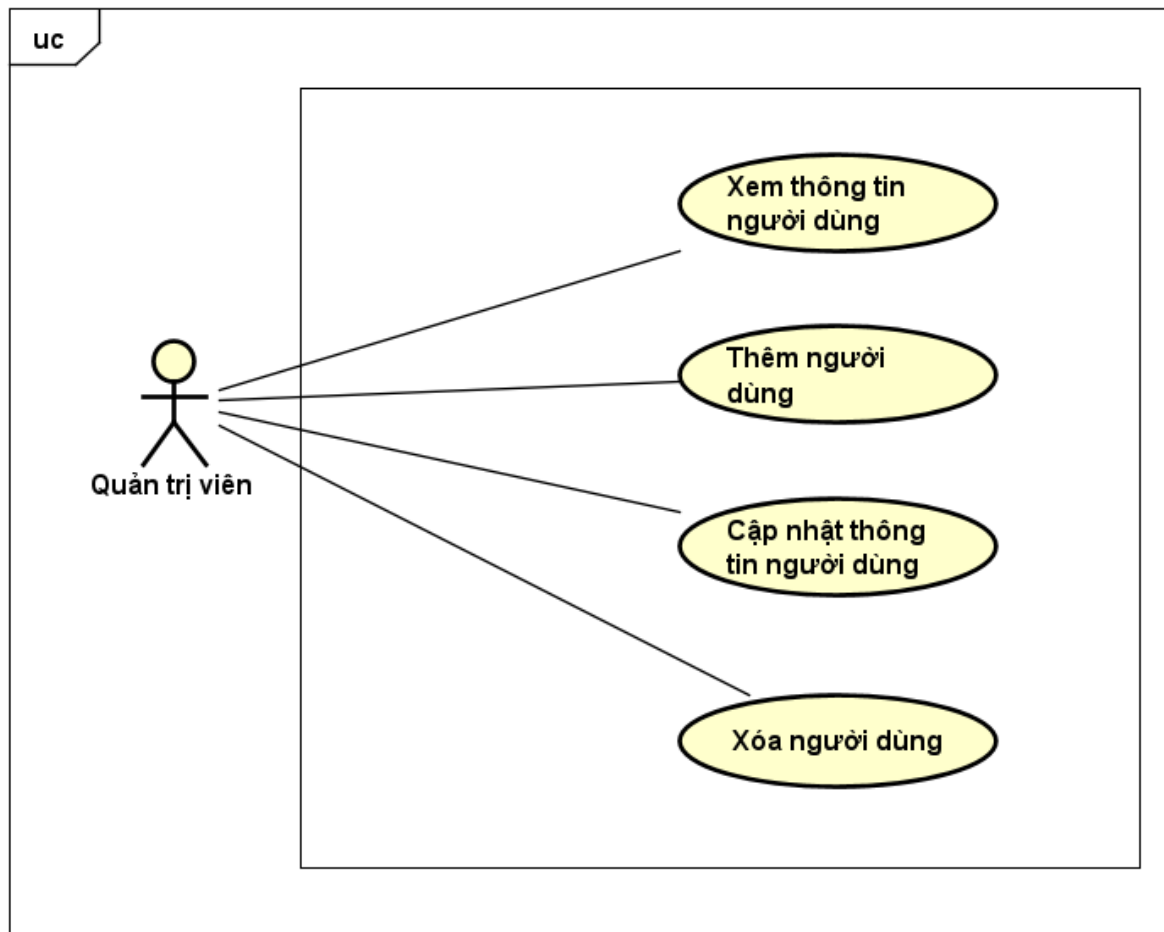 uc
Xem thông tin
người dùng
Thêm người
dùng
Quản trị viên
Cập nhật thông
tin người dùng
Xóa người dùng